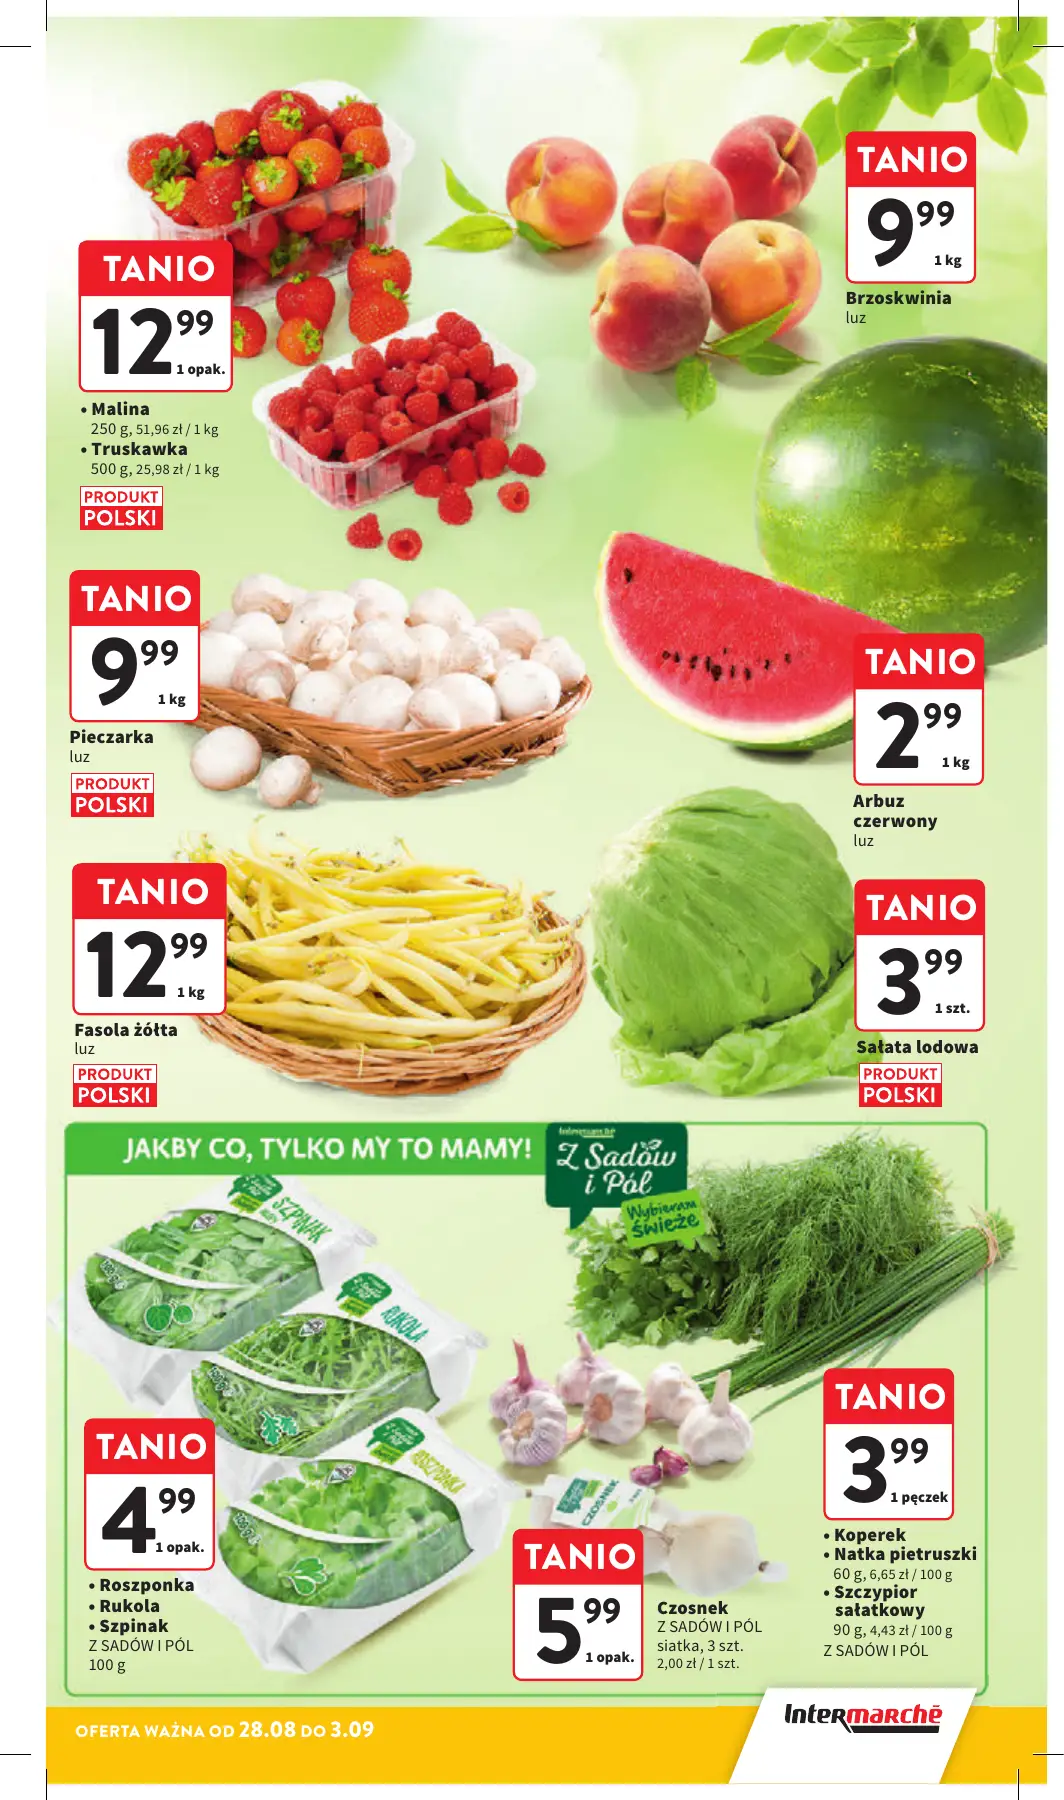 TANIO
12 99
1 opak.
• Malina
250 g, 51,96 zł / 1 kg
• Truskawka
500 g, 25,98 zł / 1 kg
PRODUKT
POLSKI
TANIO
9 99
1 kg
Brzoskwinia
luz
TANIO
9 99
1 kg
Pieczarka
luz
PRODUKT
POLSKI
TANIO
2 99
1 kg
Arbuz
czerwony
luz
TANIO
12 99
1 kg
Fasola żółta
luz
PRODUKT
POLSKI
TANIO
3 99
1 szt.
Sałata lodowa
PRODUKT
POLSKI
JAKBY CO, TYLKO MY TO MAMY!
Intermarché
Z Sadów
i Pól
Wybieram
świeże
SZPINAK
RUKOLA
ROSZPONKA
CZOSNEK
TANIO
4 99
1 opak.
• Roszponka
• Rukola
• Szpinak
Z SADÓW I PÓL
100 g
TANIO
5 99
1 opak.
Czosnek
Z SADÓW I PÓL
siatka, 3 szt.
2,00 zł / 1 szt.
TANIO
3 99
1 pęczek
• Koperek
• Natka pietruszki
60 g, 6,65 zł / 100 g
• Szczypior
sałatkowy
90 g, 4,43 zł / 100 g
Z SADÓW I PÓL
OFERTA WAŻNA OD 28.08 DO 3.09
Intermarchē